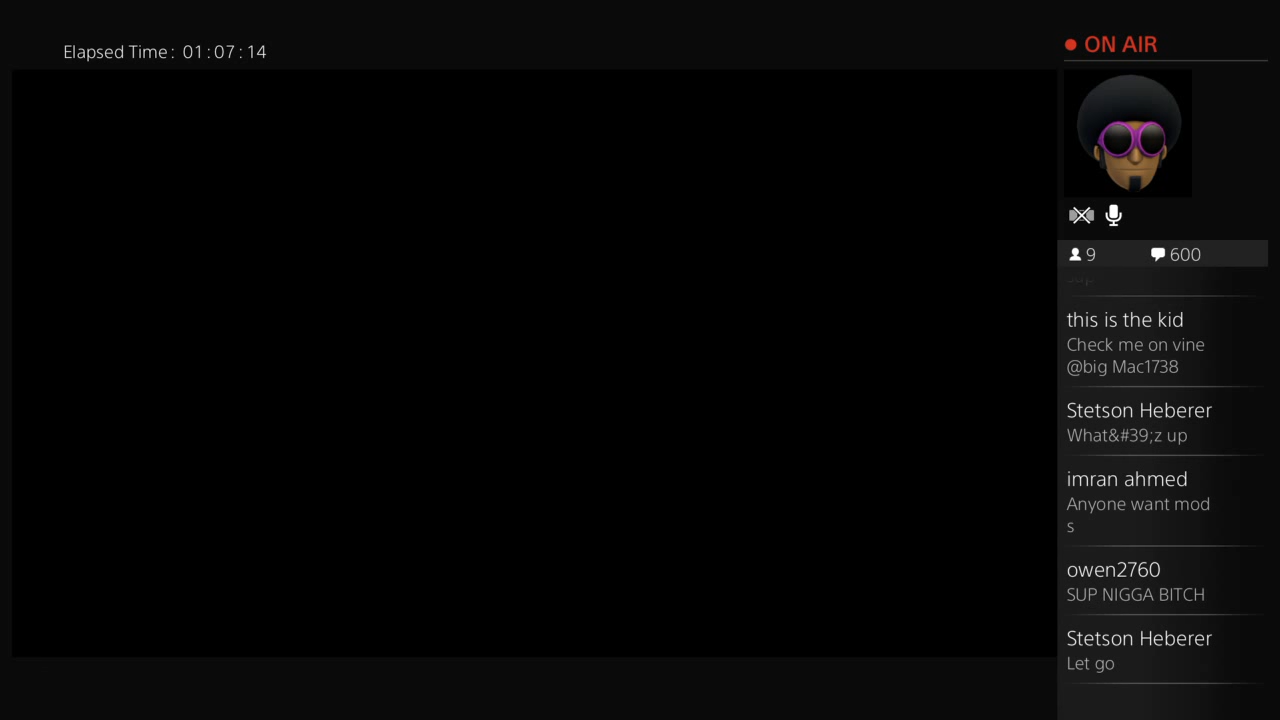 Elapsed Time: 01:07:14
ON AIR
9 600
this is the kid
Check me on vine
@big Mac1738
Stetson Heberer
What&#39;z up
imran ahmed
Anyone want mod
s
owen2760
SUP NIGGA BITCH
Stetson Heberer
Let go